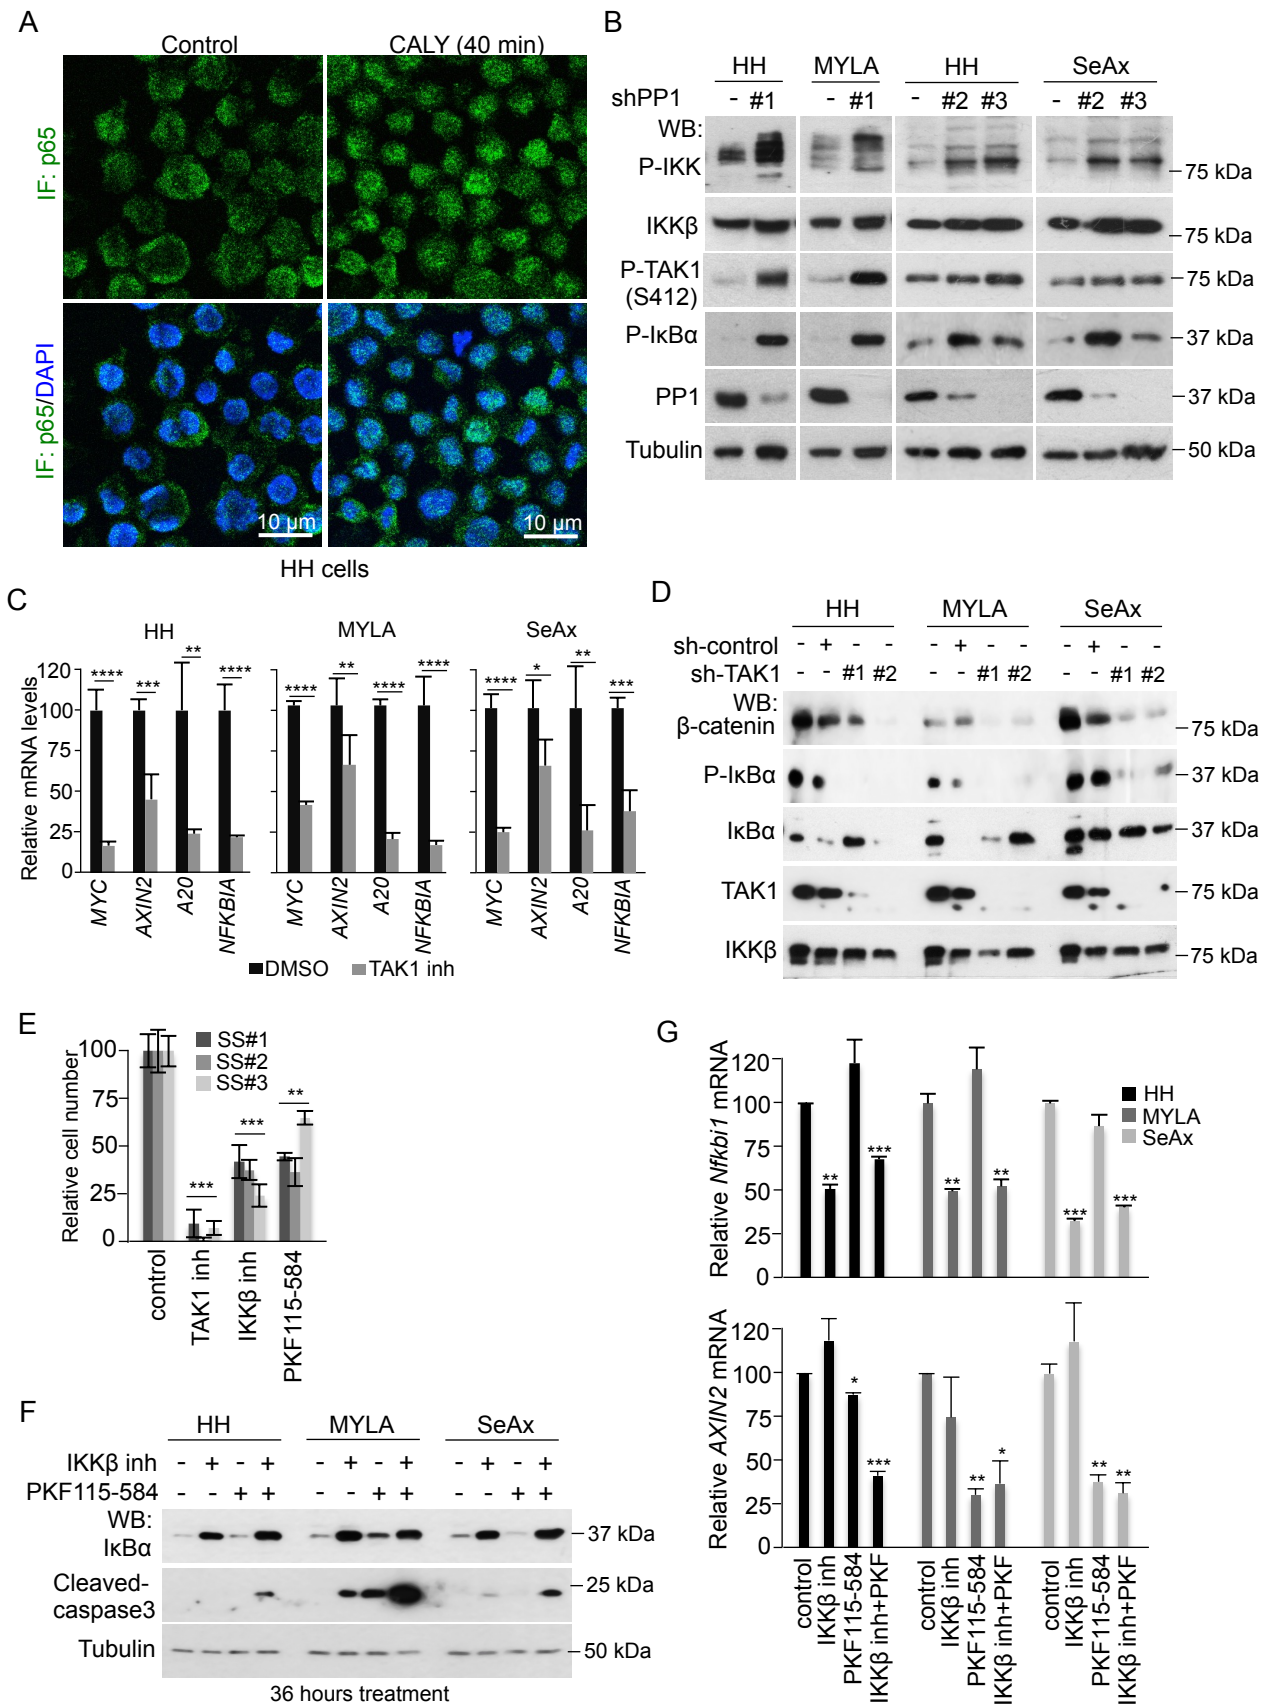 A
Control CALY (40 min)
IF: p65
IF: p65/DAPI
10 µm 10 µm
HH cells
B
HH MYLA HH SeAx
shPP1 - #1 - #1 - #2 #3 - #2 #3
WB:
P-IKK 75 kDa
IKKβ 75 kDa
P-TAK1 75 kDa
(S412)
P-IκBα 37 kDa
PP1 37 kDa
Tubulin 50 kDa
C
HH MYLA SeAx
Relative mRNA levels
120
100
75
50
25
0
**** *** ** **** **** ** **** **** **** * ** ***
MYC AXIN2 A20 NFKBIA MYC AXIN2 A20 NFKBIA MYC AXIN2 A20 NFKBIA
DMSO TAK1 inh
D
HH MYLA SeAx
sh-control - + - - - + - - - + - -
sh-TAK1 - - #1 #2 - - #1 #2 - - #1 #2
WB:
β-catenin 75 kDa
P-IκBα 37 kDa
IκBα 37 kDa
TAK1 75 kDa
IKKβ 75 kDa
E
Relative cell number
100
75
50
25
0
SS#1
SS#2
SS#3
*** *** **
control TAK1 inh IKKβ inh PKF115-584
F
HH MYLA SeAx
IKKβ inh - + - + - + - + - + - +
PKF115-584 - - + + - - + + - - + +
WB:
IκBα 37 kDa
Cleaved- 25 kDa
caspase3
Tubulin 50 kDa
36 hours treatment
G
Relative Nfkbi1 mRNA
120
100
75
50
25
0
HH
MYLA
SeAx
** *** ** ** *** ***
Relative AXIN2 mRNA
120
100
75
50
25
0
* *** ** * ** **
control IKKβ inh PKF115-584 IKKβ inh+PKF control IKKβ inh PKF115-584 IKKβ inh+PKF control IKKβ inh PKF115-584 IKKβ inh+PKF